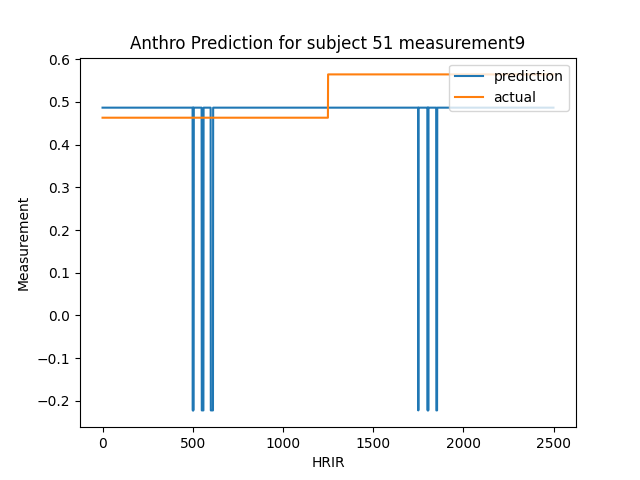 Anthro Prediction for subject 51 measurement9
0.6
0.5
0.4
0.3
0.2
0.1
0.0
−0.1
−0.2
Measurement
prediction
actual
0 500 1000 1500 2000 2500
HRIR